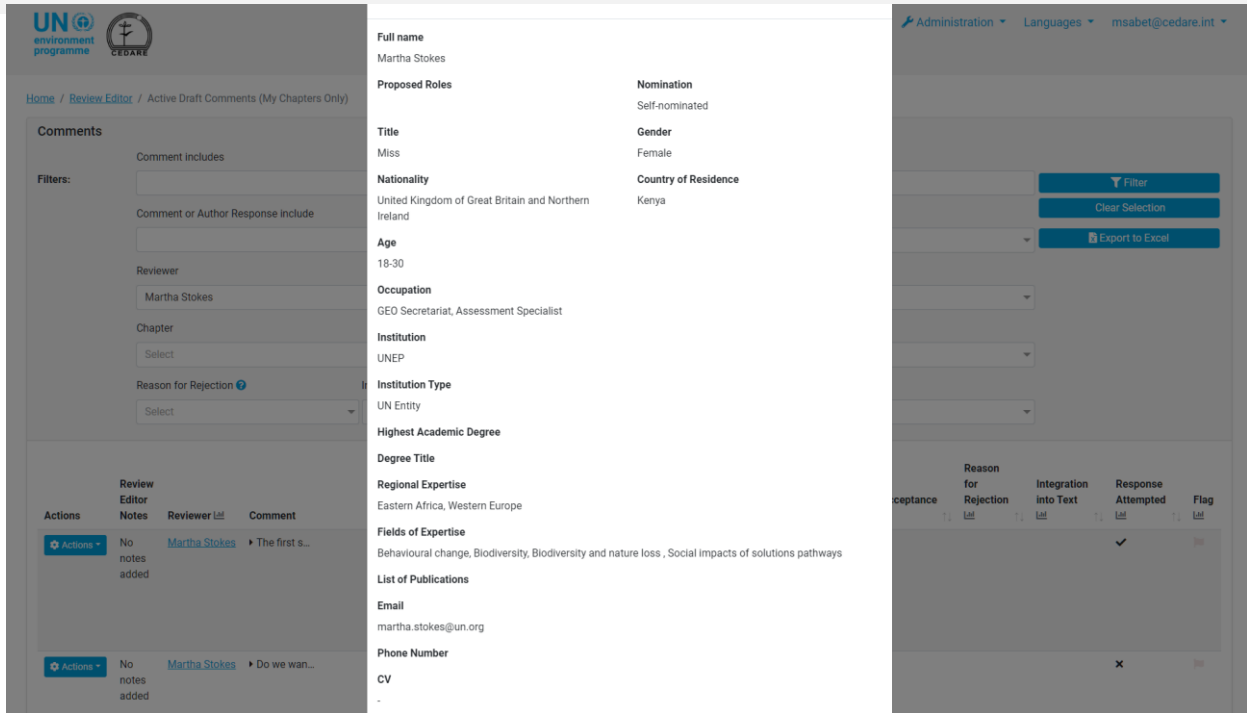 UN
environment
programme
CEDARE
Administration
Languages
msabet@cedare.int
Home / Review Editor / Active Draft Comments (My Chapters Only)
Comments
Comment includes
Filters:
Filter
Comment or Author Response include
Clear Selection
Export to Excel
Reviewer
Martha Stokes
Chapter
Select
Reason for Rejection
Select
Full name
Martha Stokes
Proposed Roles
Nomination
Self-nominated
Title
Gender
Miss
Female
Nationality
Country of Residence
United Kingdom of Great Britain and Northern
Ireland
Kenya
Age
18-30
Occupation
GEO Secretariat, Assessment Specialist
Institution
UNEP
Institution Type
UN Entity
Highest Academic Degree
Degree Title
Regional Expertise
Eastern Africa, Western Europe
Fields of Expertise
Behavioural change, Biodiversity, Biodiversity and nature loss , Social impacts of solutions pathways
List of Publications
Email
martha.stokes@un.org
Phone Number
CV
-
Actions
Review
Editor
Notes
Reviewer
Comment
cceptance
Reason
for
Rejection
Integration
into Text
Response
Attempted
Flag
Actions
No
notes
added
Martha Stokes
The first s...
Actions
No
notes
added
Martha Stokes
Do we wan...